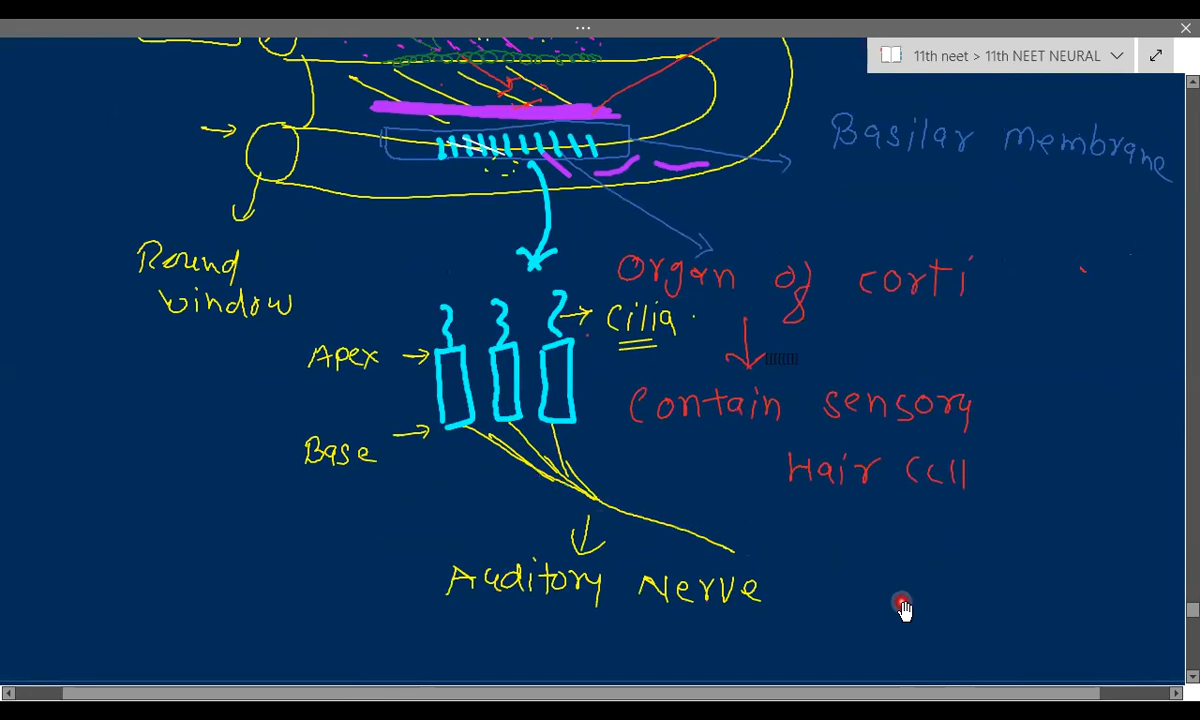 11th neet > 11th NEET NEURAL
Basilar membrane
Round
window
Organ of corti
Cilia
Apex
Contain sensory
Hair Cell
Base
Auditory Nerve